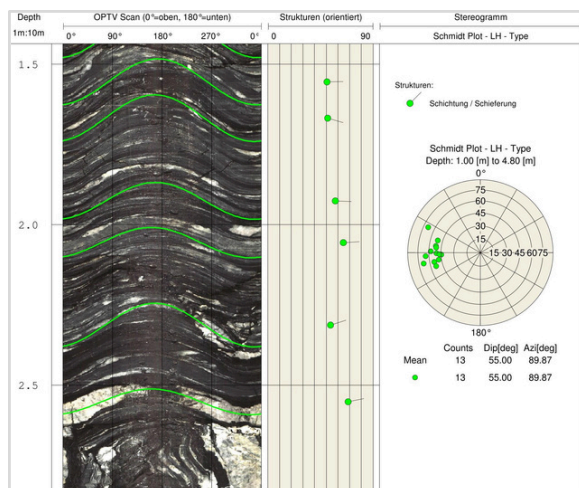 Depth
OPTV Scan (0°=oben, 180°=unten)
Strukturen (orientiert)
Stereogramm
1m:10m
0°
90°
180°
270°
0°
0
90
Schmidt Plot - LH - Type
1.5
2.0
2.5
Strukturen:
Schichtung / Schieferung
Schmidt Plot - LH - Type
Depth: 1.00 [m] to 4.80 [m]
0°
75
60
45
30
15
15 30 45 60 75
180°
Counts Dip[deg] Azi[deg]
Mean 13 55.00 89.87
13 55.00 89.87